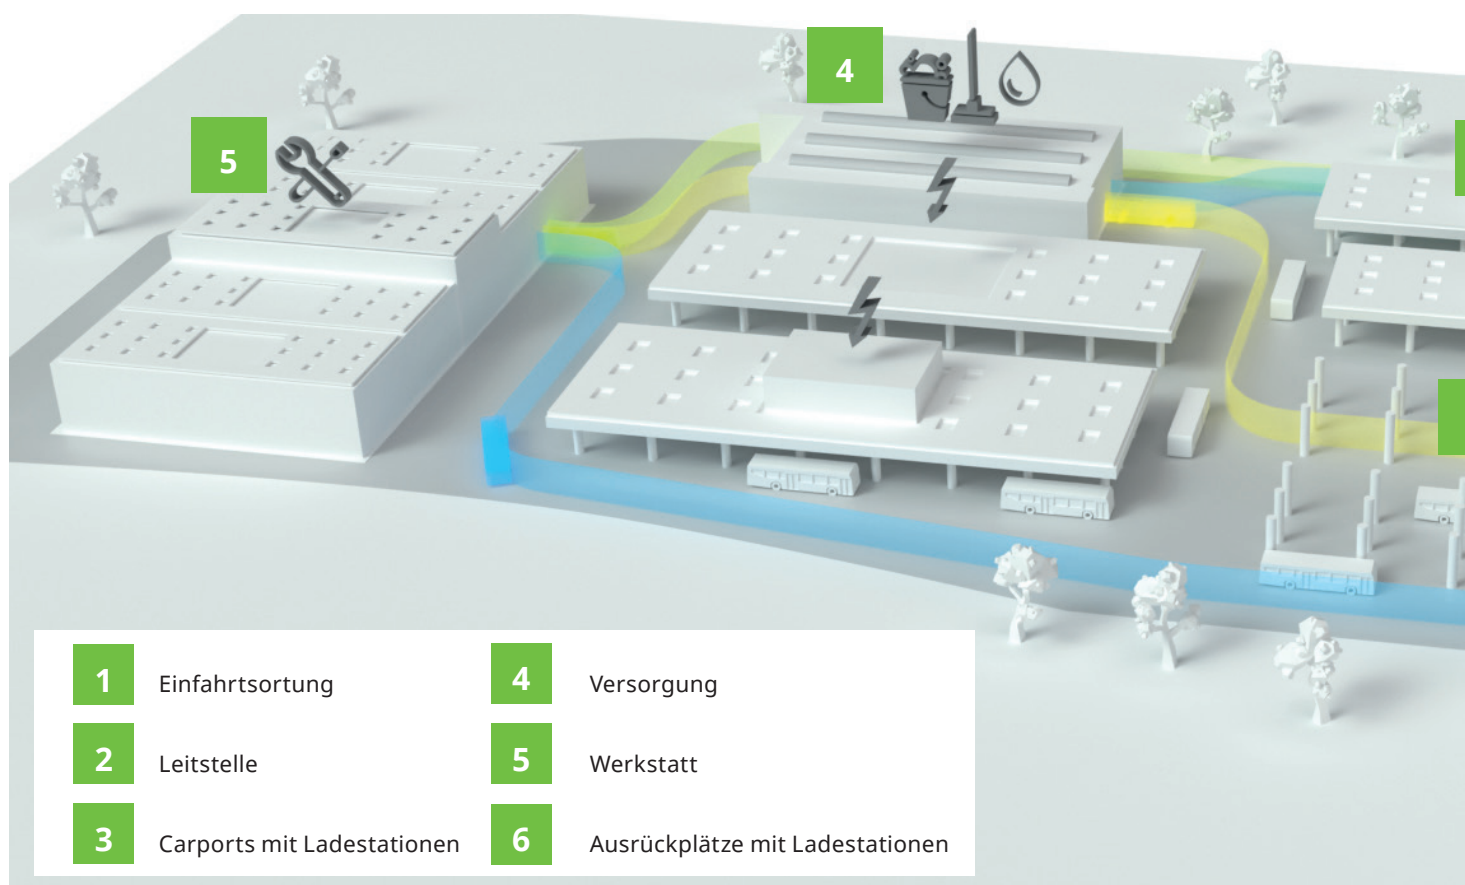 4
5
1 Einfahrtsortung
4 Versorgung
2 Leitstelle
5 Werkstatt
3 Carports mit Ladestationen
6 Ausrückplätze mit Ladestationen